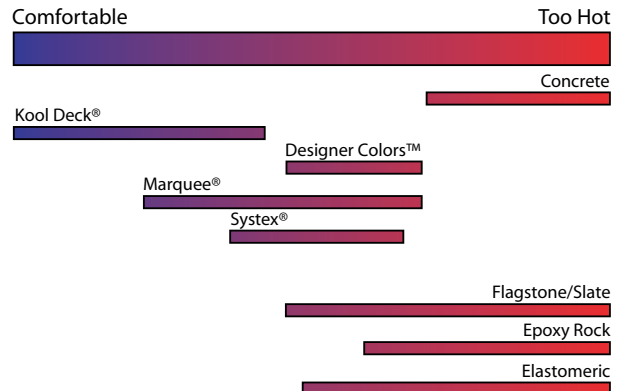 Comfortable Too Hot
Concrete
Kool Deck®
Designer Colors™
Marquee®
Systex®
Flagstone/Slate
Epoxy Rock
Elastomeric